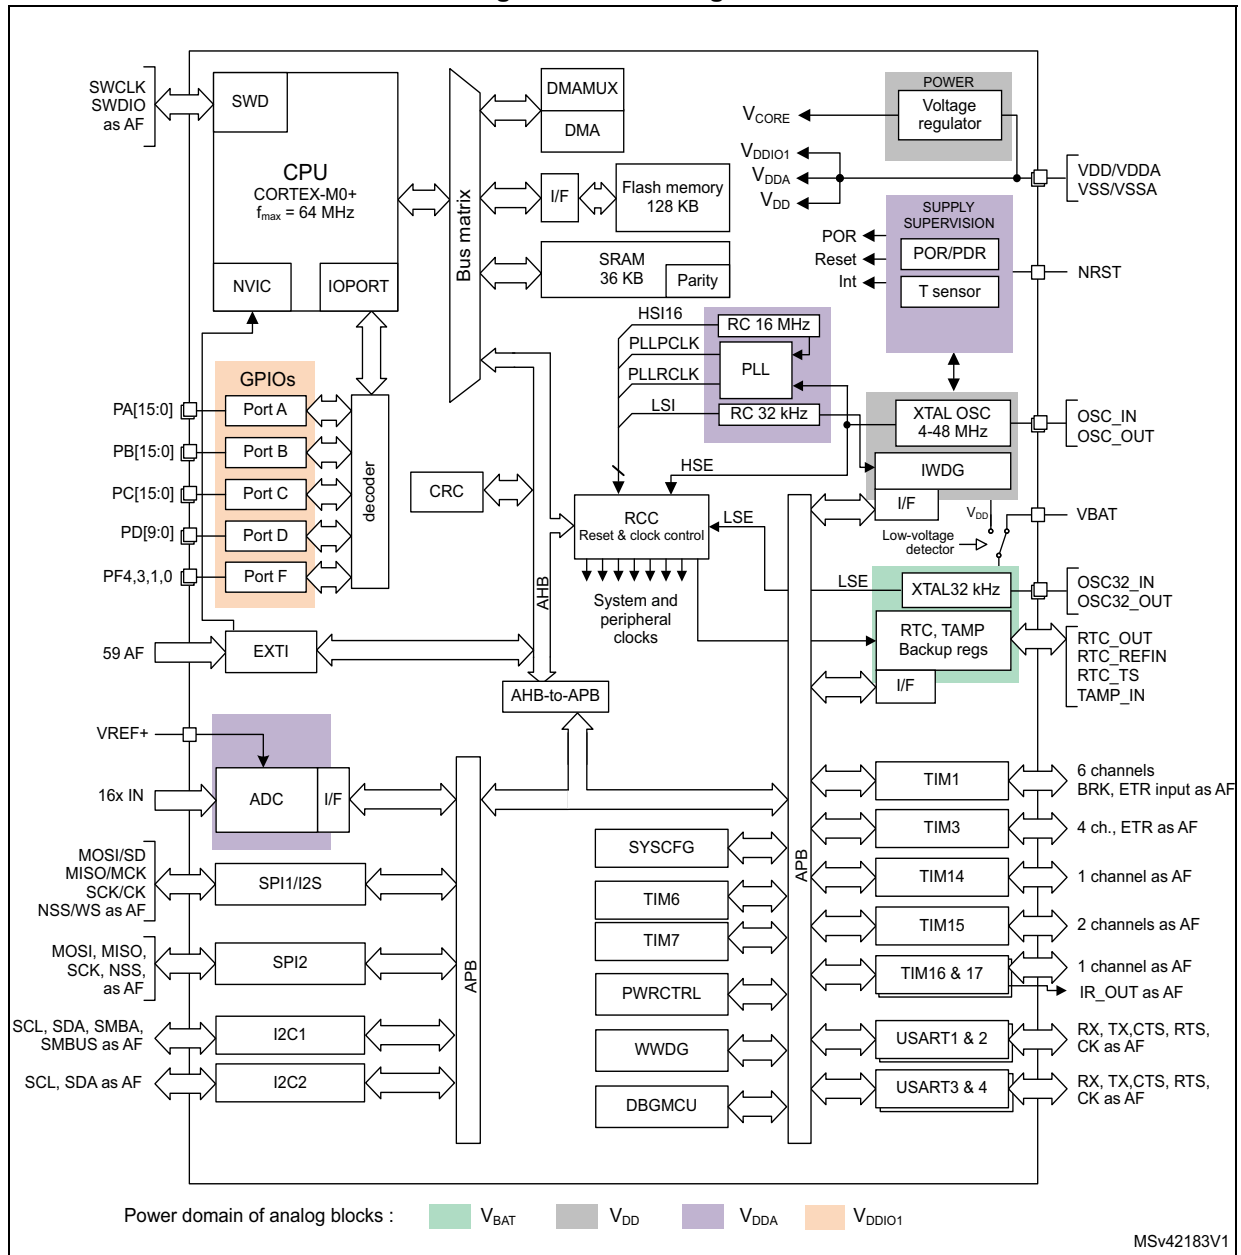 SWCLK
SWDIO
as AF
SWD
CPU
CORTEX-M0+
fmax = 64 MHz
NVIC
IOPORT
Bus matrix
DMAMUX
DMA
I/F
Flash memory
128 KB
SRAM
36 KB
Parity
POWER
Voltage
regulator
VCORE
VDDIO1
VDDA
VDD
VDD/VDDA
VSS/VSSA
SUPPLY
SUPERVISION
POR
Reset
Int
POR/PDR
T sensor
NRST
HSI16
PLLPCLK
PLLRCLK
LSI
RC 16 MHz
PLL
RC 32 kHz
GPIOs
PA[15:0]
Port A
PB[15:0]
Port B
PC[15:0]
Port C
PD[9:0]
Port D
PF4,3,1,0
Port F
decoder
CRC
XTAL OSC
4-48 MHz
OSC_IN
OSC_OUT
HSE
IWDG
I/F
RCC
Reset & clock control
LSE
VDD
Low-voltage
detector
VBAT
AHB
System and
peripheral
clocks
LSE
XTAL32 kHz
OSC32_IN
OSC32_OUT
RTC, TAMP
Backup regs
I/F
RTC_OUT
RTC_REFIN
RTC_TS
TAMP_IN
59 AF
EXTI
AHB-to-APB
VREF+
16x IN
ADC
I/F
MOSI/SD
MISO/MCK
SCK/CK
NSS/WS as AF
SPI1/I2S
MOSI, MISO,
SCK, NSS,
as AF
SPI2
SCL, SDA, SMBA,
SMBUS as AF
I2C1
SCL, SDA as AF
I2C2
APB
SYSCFG
TIM6
TIM7
PWRCTRL
WWDG
DBGMCU
APB
TIM1
6 channels
BRK, ETR input as AF
TIM3
4 ch., ETR as AF
TIM14
1 channel as AF
TIM15
2 channels as AF
TIM16 & 17
1 channel as AF
IR_OUT as AF
USART1 & 2
RX, TX,CTS, RTS,
CK as AF
USART3 & 4
RX, TX,CTS, RTS,
CK as AF
Power domain of analog blocks :
VBAT
VDD
VDDA
VDDIO1
MSv42183V1